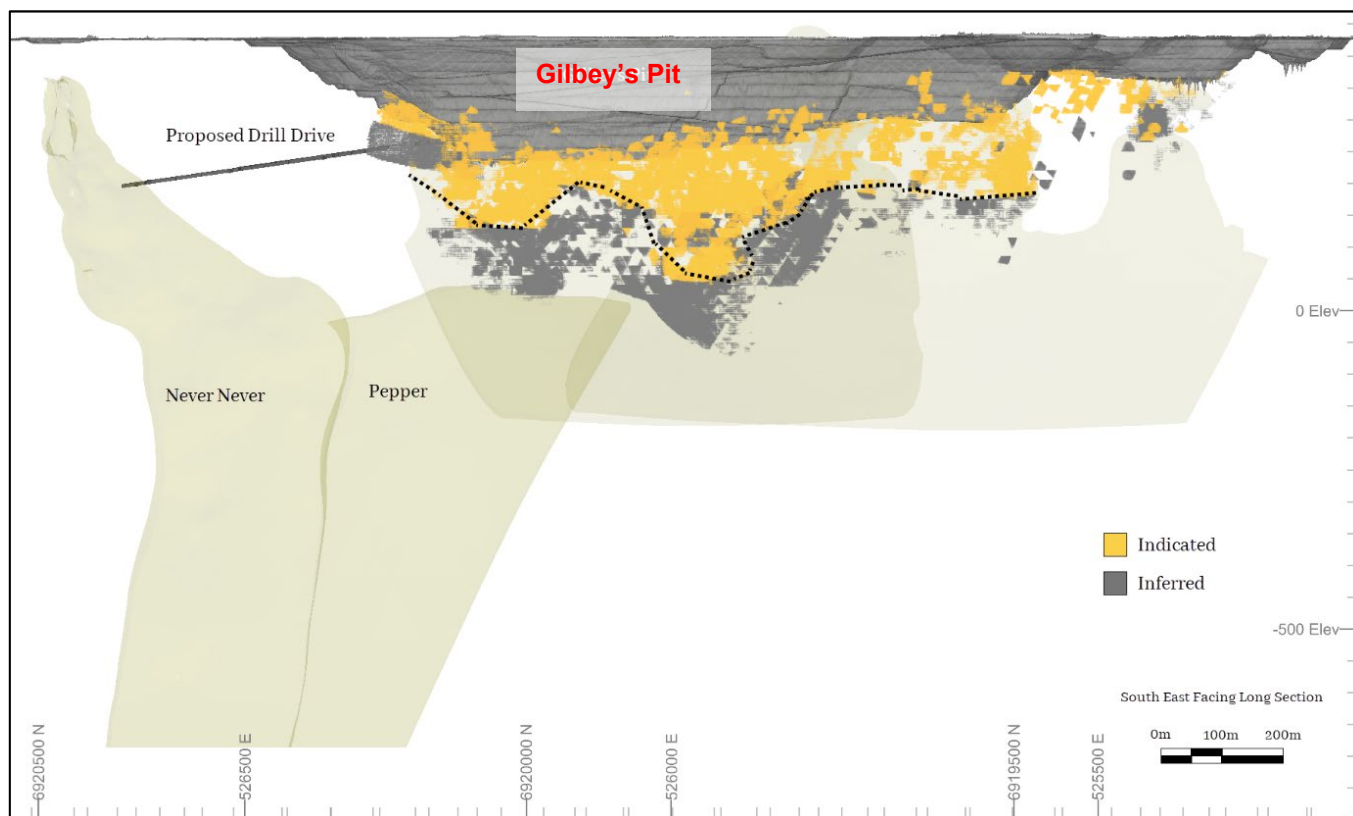 Gilbey's Pit
Proposed Drill Drive
0 Elev
Never Never
Pepper
Indicated
Inferred
-500 Elev
South East Facing Long Section
0m 100m 200m
6920500 N
526500 E
6920000 N
526000 E
6919500 N
525500 E